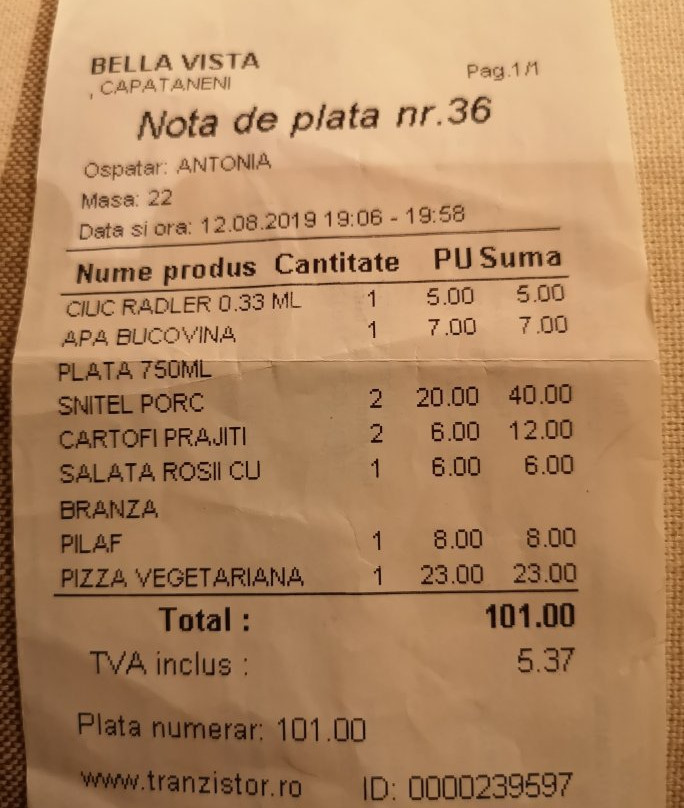 BELLA VISTA
, CAPATANENI
Pag.1/1
Nota de plata nr.36
Ospatar: ANTONIA
Masa: 22
Data si ora: 12.08.2019 19:06 - 19:58
Nume produs Cantitate PU Suma
CIUC RADLER 0.33 ML 1 5.00 5.00
APA BUCOVINA 1 7.00 7.00
PLATA 750ML
SNITEL PORC 2 20.00 40.00
CARTOFI PRAJITI 2 6.00 12.00
SALATA ROSII CU 1 6.00 6.00
BRANZA
PILAF 1 8.00 8.00
PIZZA VEGETARIANA 1 23.00 23.00
Total : 101.00
TVA inclus : 5.37
Plata numerar: 101.00
www.tranzistor.ro ID: 0000239597